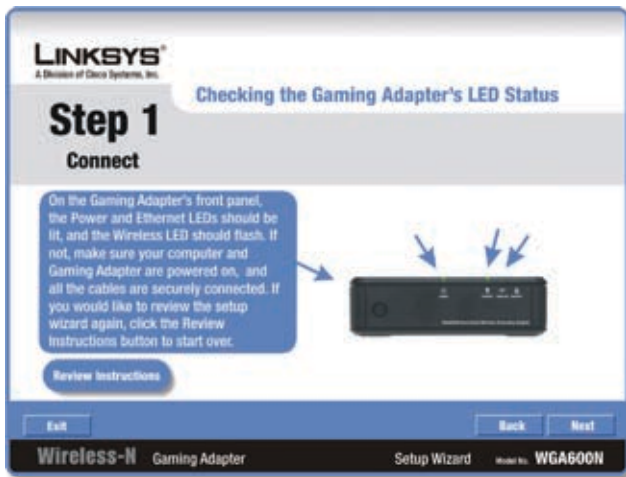 LINKSYS®
A Division of Cisco Systems, Inc.
Checking the Gaming Adapter's LED Status
Step 1
Connect
On the Gaming Adapter's front panel,
the Power and Ethernet LEDs should be
lit, and the Wireless LED should flash. If
not, make sure your computer and
Gaming Adapter are powered on, and
all the cables are securely connected. If
you would like to review the setup
wizard again, click the Review
Instructions button to start over.
Review Instructions
Exit
Back
Next
Wireless-N Gaming Adapter
Setup Wizard
Model No. WGA600N